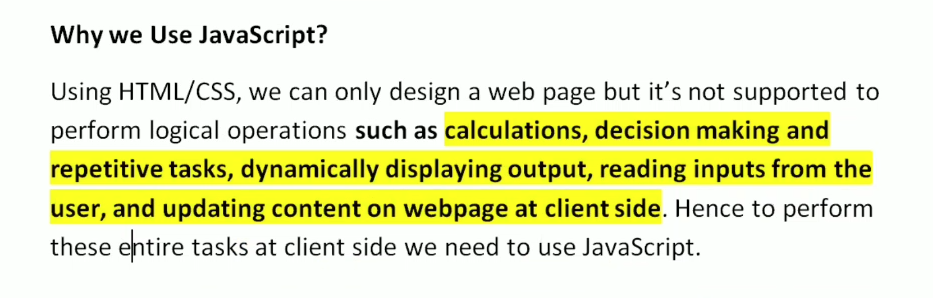 Why we Use JavaScript?
Using HTML/CSS, we can only design a web page but it's not supported to
perform logical operations such as calculations, decision making and
repetitive tasks, dynamically displaying output, reading inputs from the
user, and updating content on webpage at client side. Hence to perform
these entire tasks at client side we need to use JavaScript.